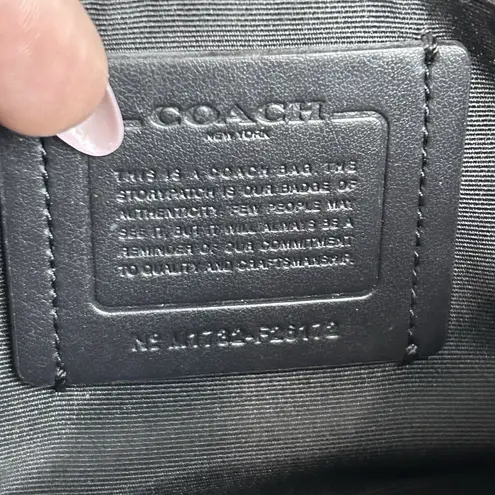 COACH
NEW YORK
THIS IS A COACH BAG. THE
STORYPATCH IS OUR BADGE OF
AUTHENTICITY. FEW PEOPLE MAY
SEE IT, BUT IT WILL ALWAYS BE A
REMINDER OF OUR COMMITMENT
TO QUALITY AND CRAFTSMANSHIP.
Nº M1732-F26172